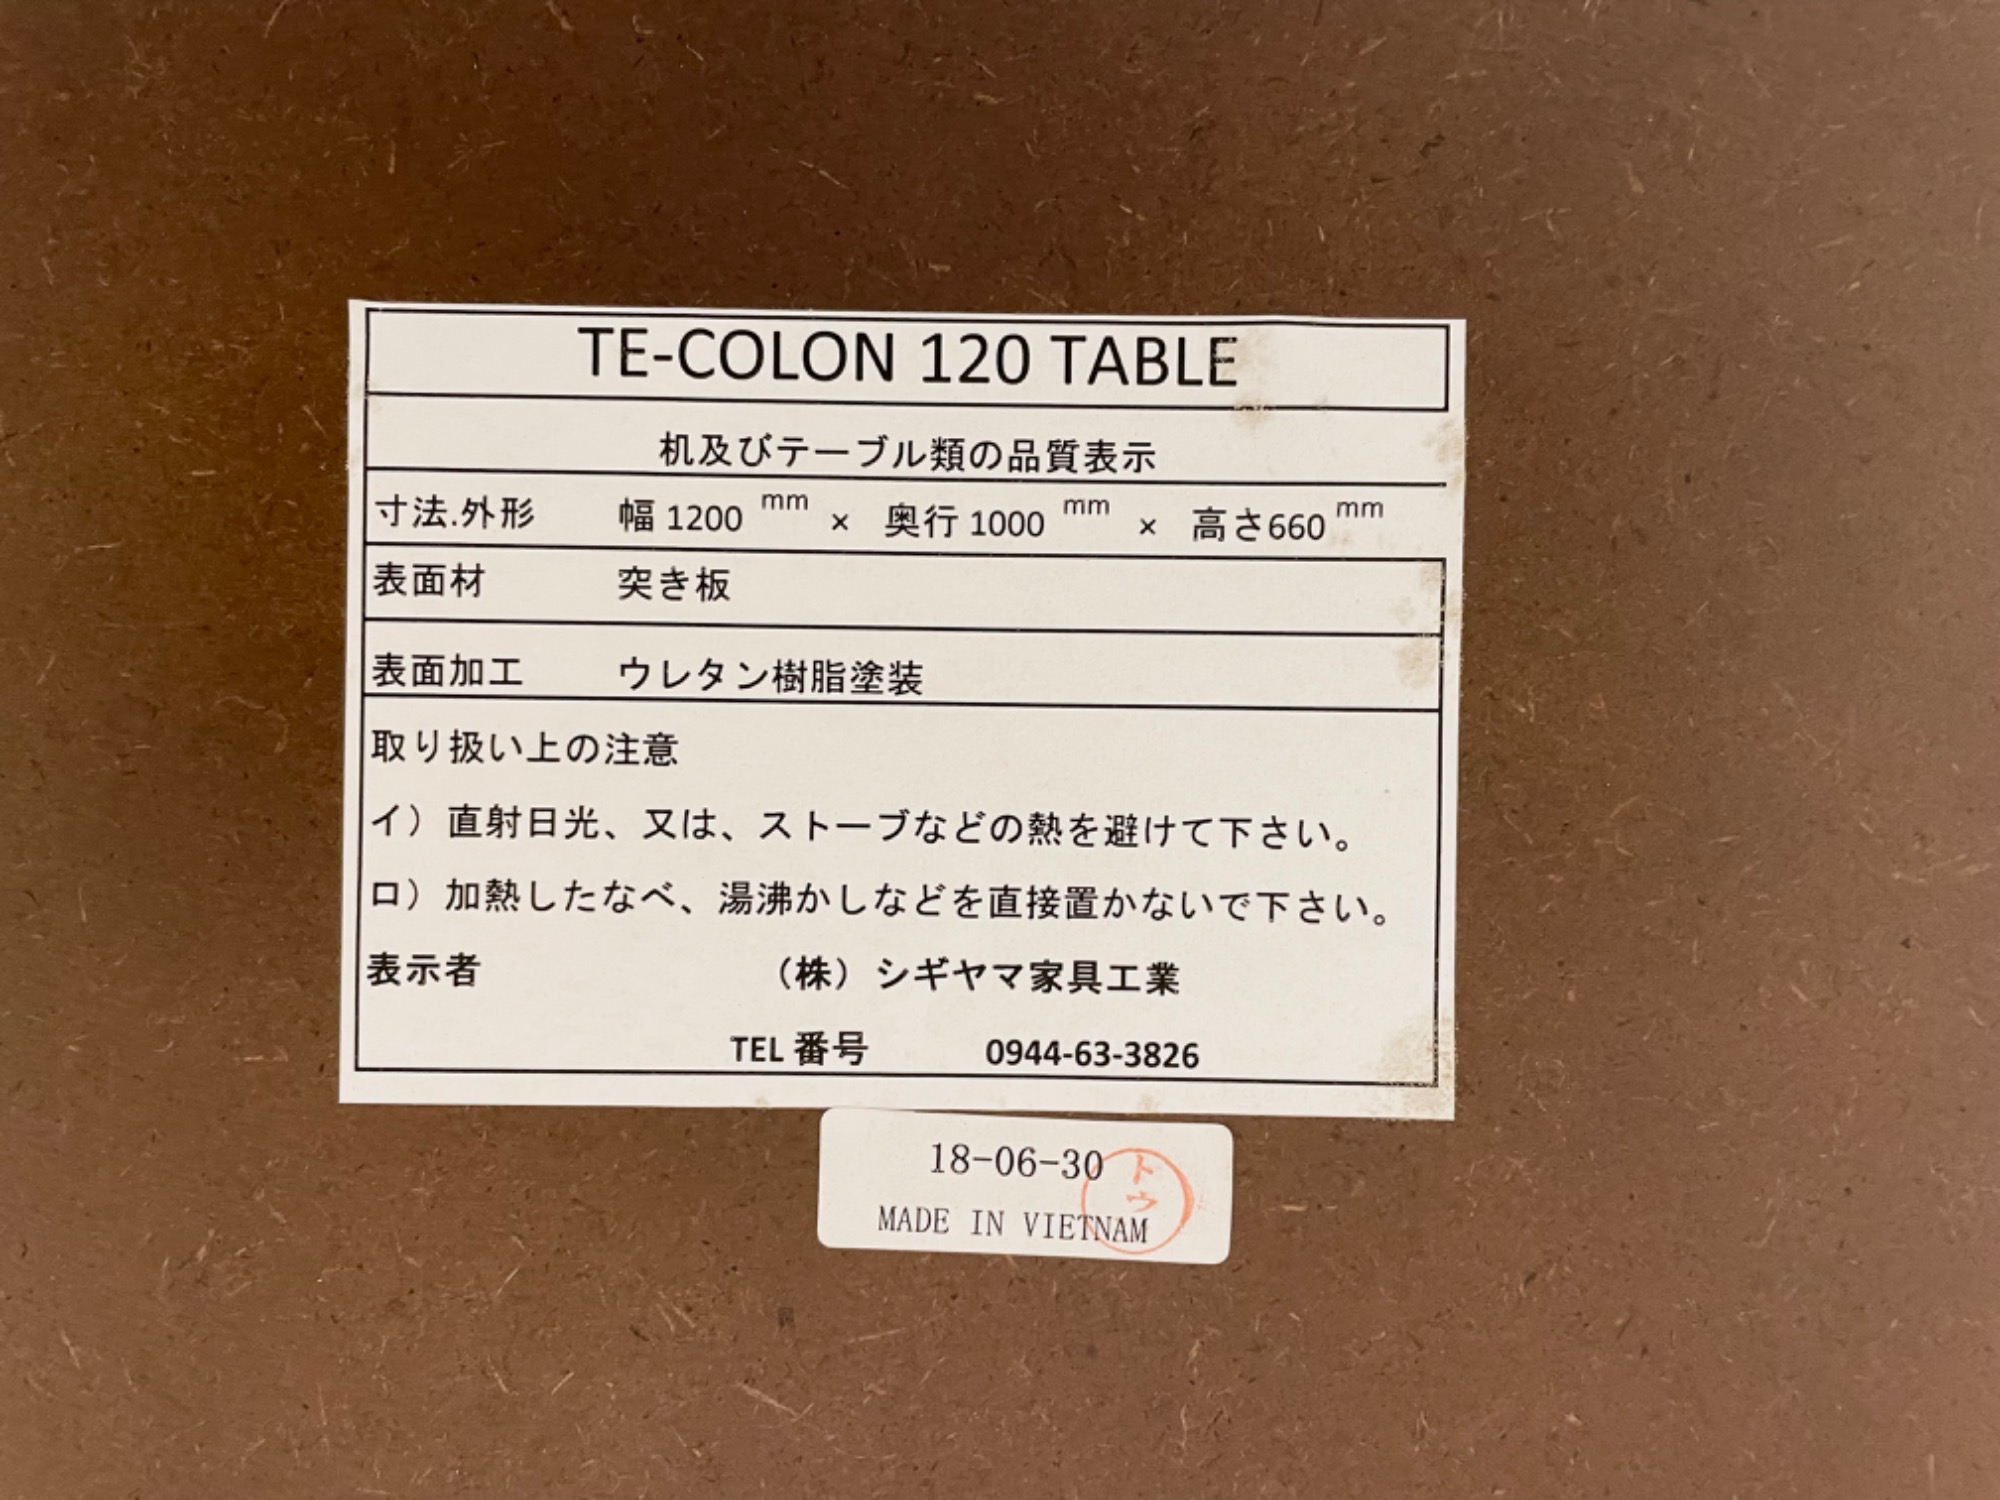 TE-COLON 120 TABLE
机及びテーブル類の品質表示
寸法.外形 幅 1200 mm × 奥行 1000 mm × 高さ660 mm
表面材 突き板
表面加工 ウレタン樹脂塗装
取り扱い上の注意
イ）直射日光、又は、ストーブなどの熱を避けて下さい。
ロ）加熱したなべ、湯沸かしなどを直接置かないで下さい。
表示者 （株）シギヤマ家具工業
TEL 番号 0944-63-3826
18-06-30
MADE IN VIETNAM
トウ